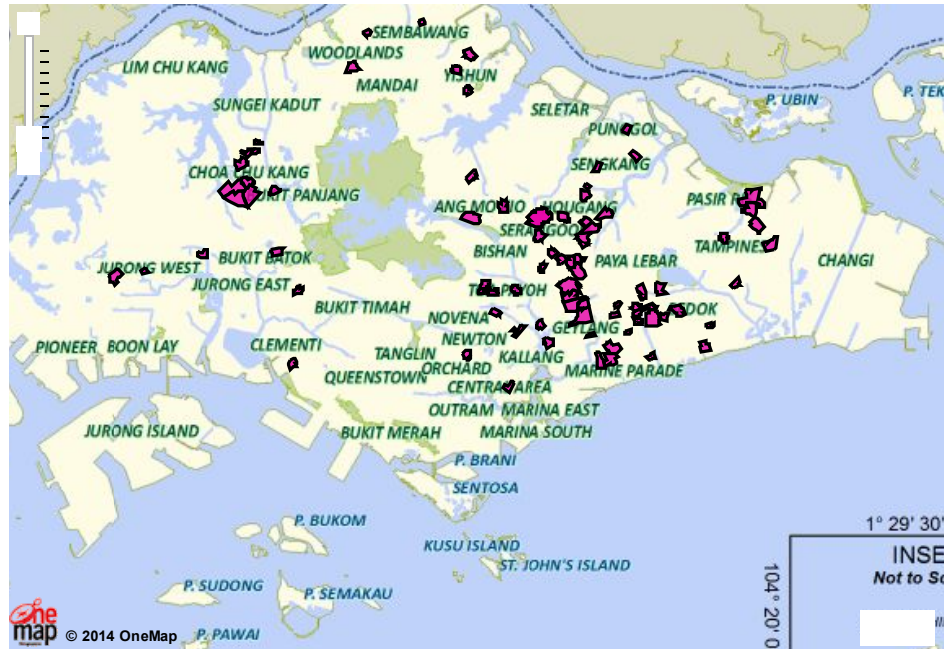 SEMBAWANG
WOODLANDS
LIM CHU KANG
YISHUN
MANDAI
P. UBIN
P. TEK
SUNGEI KADUT
SELETAR
PUNGGOL
SENGKANG
CHOA CHU KANG
BUKIT PANJANG
PASIR R
ANG MO KIO
HOUGANG
SERANGOON
TAMPINES
BISHAN
BUKIT BATOK
PAYA LEBAR
CHANGI
JURONG WEST
JURONG EAST
TOA PAYOH
BUKIT TIMAH
BEDOK
NOVENA
GEYLANG
NEWTON
PIONEER
BOON LAY
CLEMENTI
TANGLIN
KALLANG
ORCHARD
MARINE PARADE
QUEENSTOWN
CENTRAL AREA
OUTRAM
MARINA EAST
JURONG ISLAND
BUKIT MERAH
MARINA SOUTH
P. BRANI
SENTOSA
P. BUKOM
1° 29' 30'
KUSU ISLAND
INSE
ST. JOHN'S ISLAND
Not to Sc
104° 20' 0
P. SUDONG
P. SEMAKAU
One
map
© 2014 OneMap
P. PAWAI